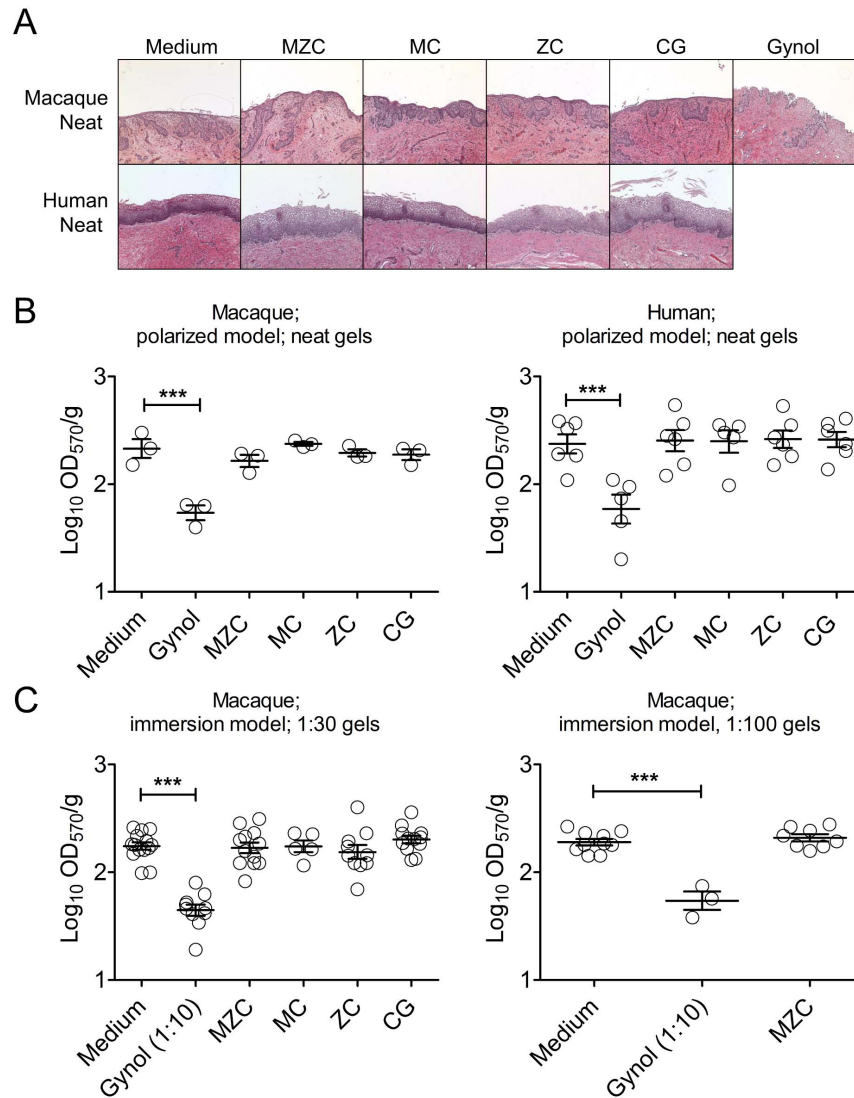 A
Medium MZC MC ZC CG Gynol
Macaque
Neat
Human
Neat
B
Macaque;
polarized model; neat gels
3
2
1
Log10 OD570/g
***
Medium
Gynol
MZC
MC
ZC
CG
Human;
polarized model; neat gels
3
2
1
Log10 OD570/g
***
Medium
Gynol
MZC
MC
ZC
CG
C
Macaque;
immersion model; 1:30 gels
3
2
1
Log10 OD570/g
***
Medium
Gynol (1:10)
MZC
MC
ZC
CG
Macaque;
immersion model, 1:100 gels
3
2
1
Log10 OD570/g
***
Medium
Gynol (1:10)
MZC